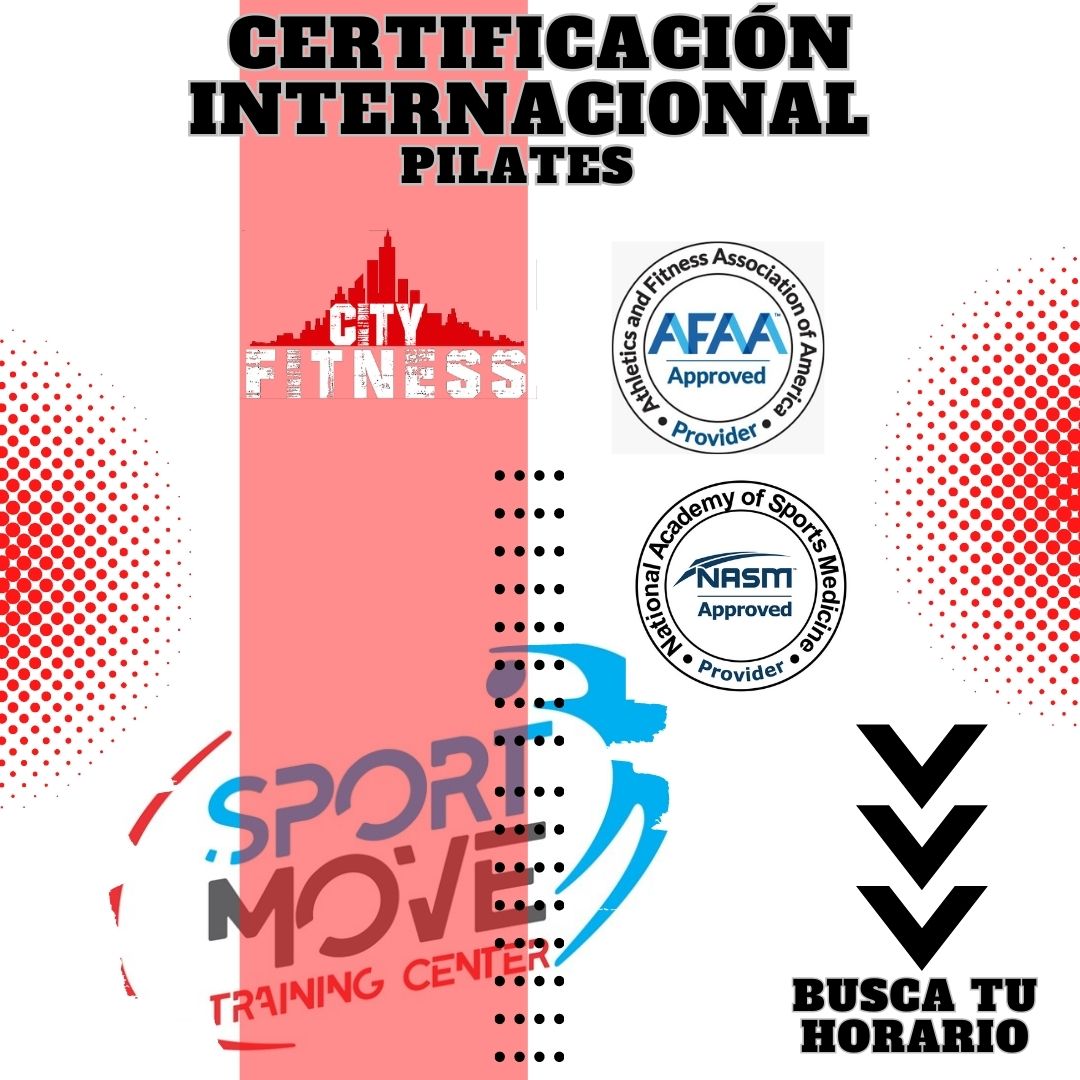 CERTIFICACIÓN
INTERNACIONAL
PILATES
CITY
FITNESS
Athletics and Fitness Association of America
AFAA™
Approved
• Provider •
National Academy of Sports Medicine
NASM
Approved
• Provider •
SPORT
MOVE
TRAINING CENTER
BUSCA TU
HORARIO